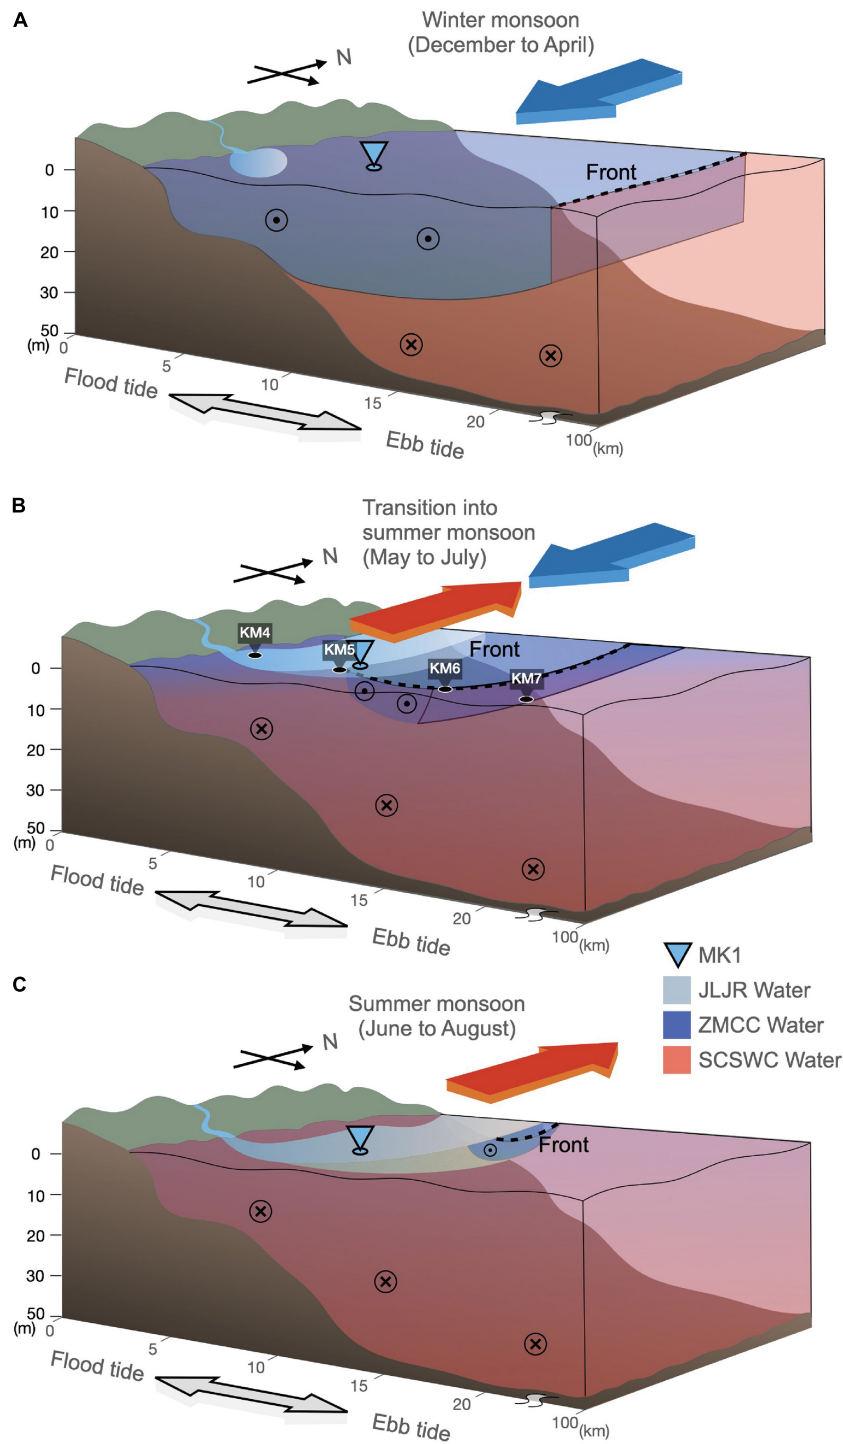 A
Winter monsoon
(December to April)
N
Front
0
10
20
30
50
(m)
0
5
10
15
20
100
(km)
Flood tide
Ebb tide
B
Transition into
summer monsoon
(May to July)
N
KM4
KM5
Front
KM6
KM7
0
10
20
30
50
(m)
0
5
10
15
20
100
(km)
Flood tide
Ebb tide
MK1
JLJR Water
ZMCC Water
SCSWC Water
C
Summer monsoon
(June to August)
N
Front
0
10
20
30
50
(m)
0
5
10
15
20
100
(km)
Flood tide
Ebb tide